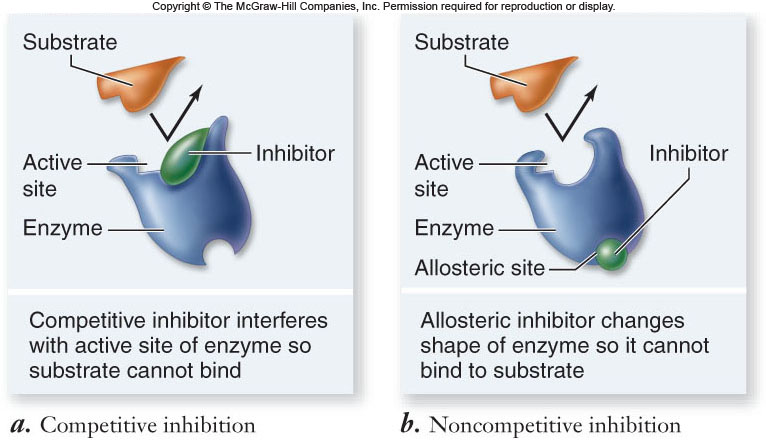 Copyright © The McGraw-Hill Companies, Inc. Permission required for reproduction or display.
Substrate
Inhibitor
Active
site
Enzyme
Competitive inhibitor interferes
with active site of enzyme so
substrate cannot bind
a. Competitive inhibition
Substrate
Inhibitor
Active
site
Enzyme
Allosteric site
Allosteric inhibitor changes
shape of enzyme so it cannot
bind to substrate
b. Noncompetitive inhibition